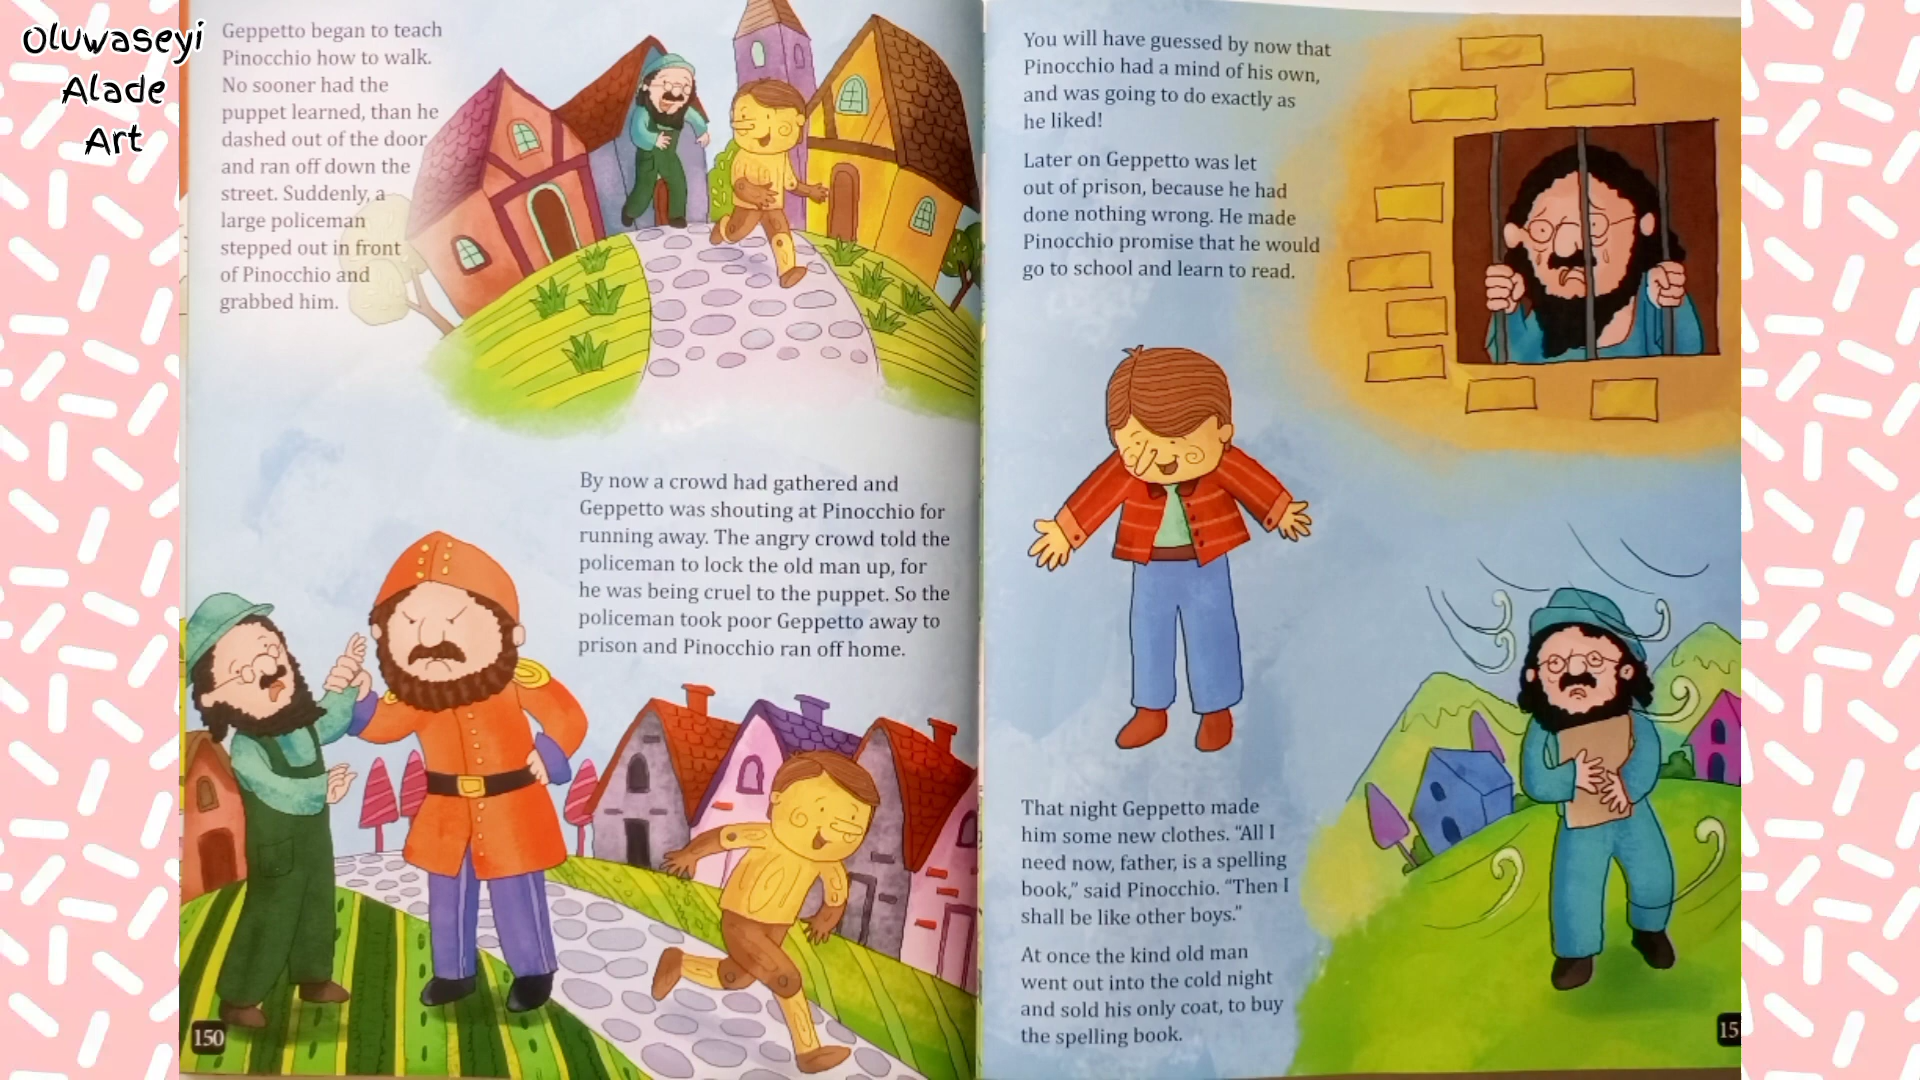 Oluwaseyi
Alade
Art
Geppetto began to teach
Pinocchio how to walk.
No sooner had the
puppet learned, than he
dashed out of the door
and ran off down the
street. Suddenly, a
large policeman
stepped out in front
of Pinocchio and
grabbed him.
By now a crowd had gathered and
Geppetto was shouting at Pinocchio for
running away. The angry crowd told the
policeman to lock the old man up, for
he was being cruel to the puppet. So the
policeman took poor Geppetto away to
prison and Pinocchio ran off home.
150
You will have guessed by now that
Pinocchio had a mind of his own,
and was going to do exactly as
he liked!
Later on Geppetto was let
out of prison, because he had
done nothing wrong. He made
Pinocchio promise that he would
go to school and learn to read.
That night Geppetto made
him some new clothes. “All I
need now, father, is a spelling
book,” said Pinocchio. “Then I
shall be like other boys.”
At once the kind old man
went out into the cold night
and sold his only coat, to buy
the spelling book.